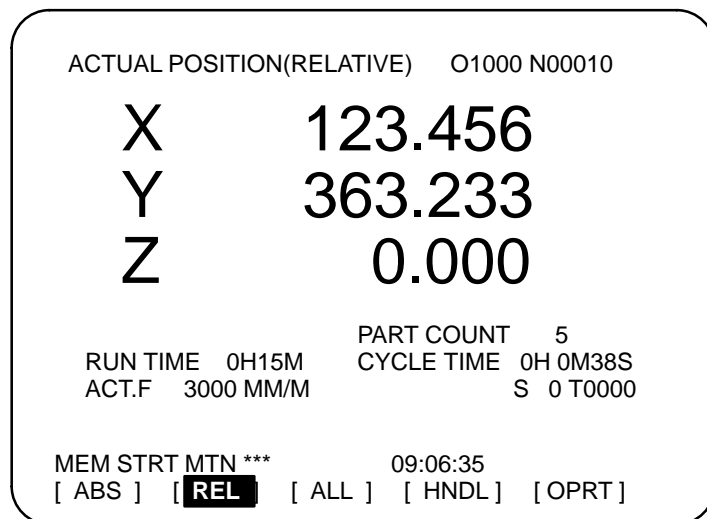 ACTUAL POSITION(RELATIVE) O1000 N00010
X 123.456
Y 363.233
Z 0.000
PART COUNT 5
RUN TIME 0H15M CYCLE TIME 0H 0M38S
ACT.F 3000 MM/M S 0 T0000
MEM STRT MTN *** 09:06:35
[ ABS ] [ REL ] [ ALL ] [ HNDL ] [ OPRT ]